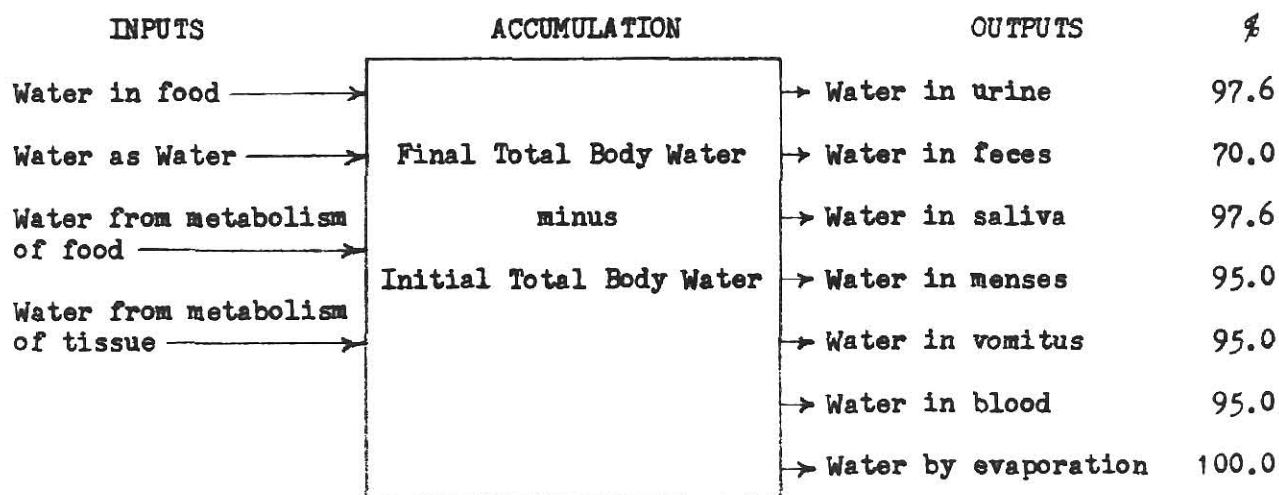 INPUTS ACCUMULATION OUTPUTS %
Water in food Water in urine 97.6
Water as Water Final Total Body Water Water in feces 70.0
Water from metabolism minus Water in saliva 97.6
of food
Initial Total Body Water Water in menses 95.0
Water from metabolism
of tissue Water in vomitus 95.0
Water in blood 95.0
Water by evaporation 100.0